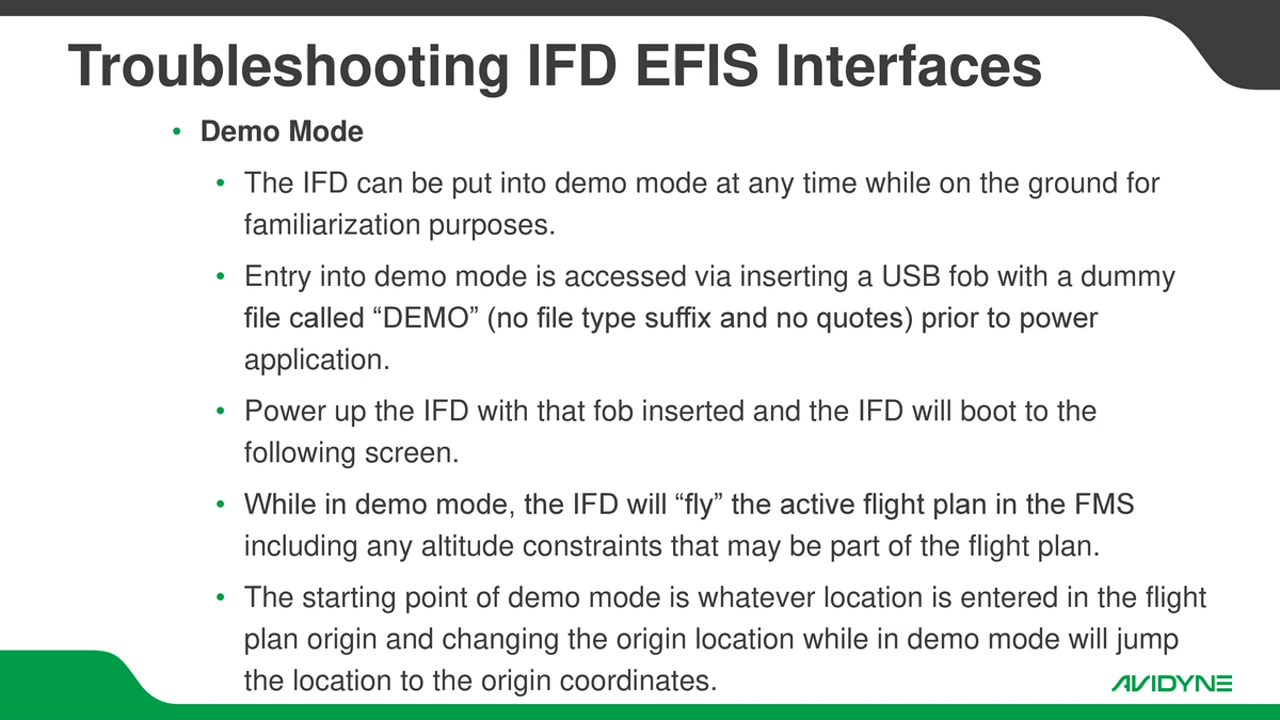 Troubleshooting IFD EFIS Interfaces
• Demo Mode
• The IFD can be put into demo mode at any time while on the ground for
familiarization purposes.
• Entry into demo mode is accessed via inserting a USB fob with a dummy
file called “DEMO” (no file type suffix and no quotes) prior to power
application.
• Power up the IFD with that fob inserted and the IFD will boot to the
following screen.
• While in demo mode, the IFD will “fly” the active flight plan in the FMS
including any altitude constraints that may be part of the flight plan.
• The starting point of demo mode is whatever location is entered in the flight
plan origin and changing the origin location while in demo mode will jump
the location to the origin coordinates.
AVIDYNE